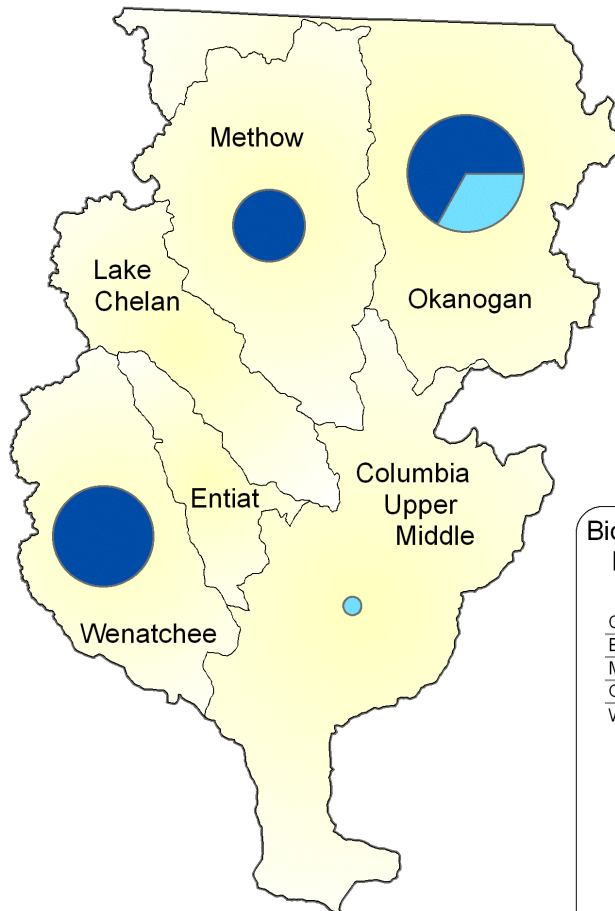 Methow
Okanogan
Lake
Chelan
Columbia
Upper
Middle
Entiat
Wenatchee